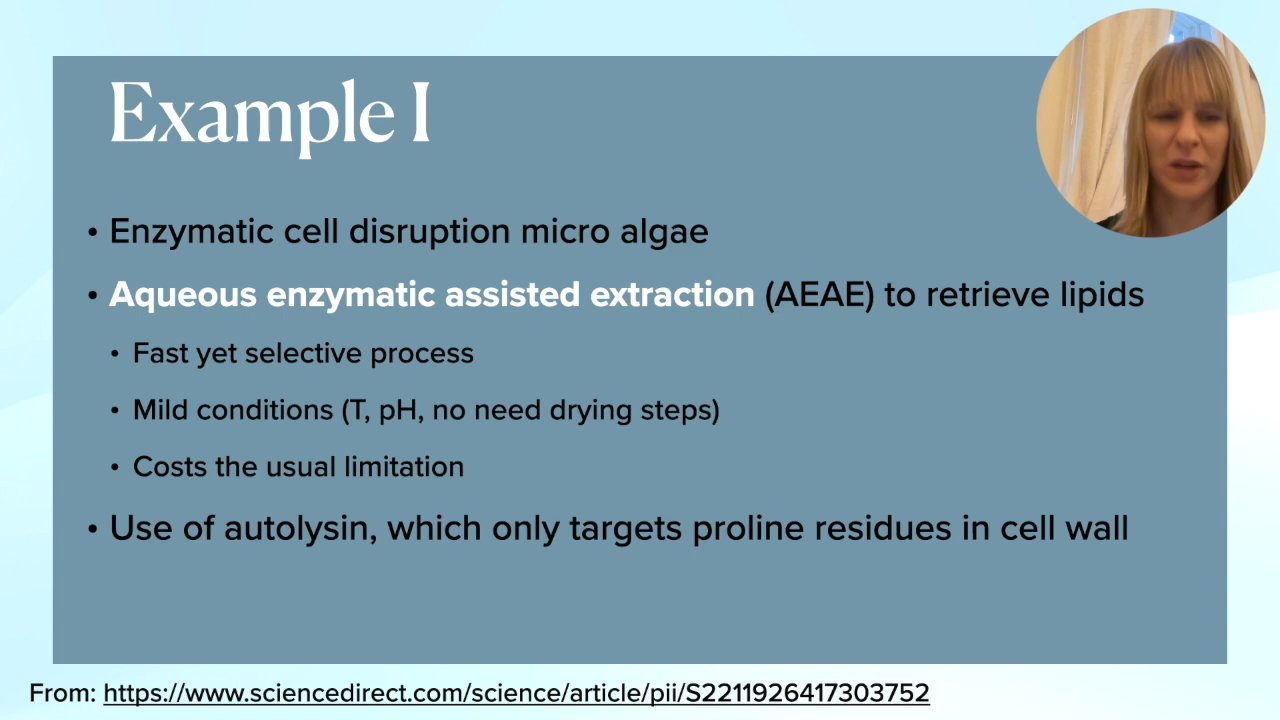 Example I
• Enzymatic cell disruption micro algae
• Aqueous enzymatic assisted extraction (AEAE) to retrieve lipids
• Fast yet selective process
• Mild conditions (T, pH, no need drying steps)
• Costs the usual limitation
• Use of autolysin, which only targets proline residues in cell wall
From: https://www.sciencedirect.com/science/article/pii/S2211926417303752